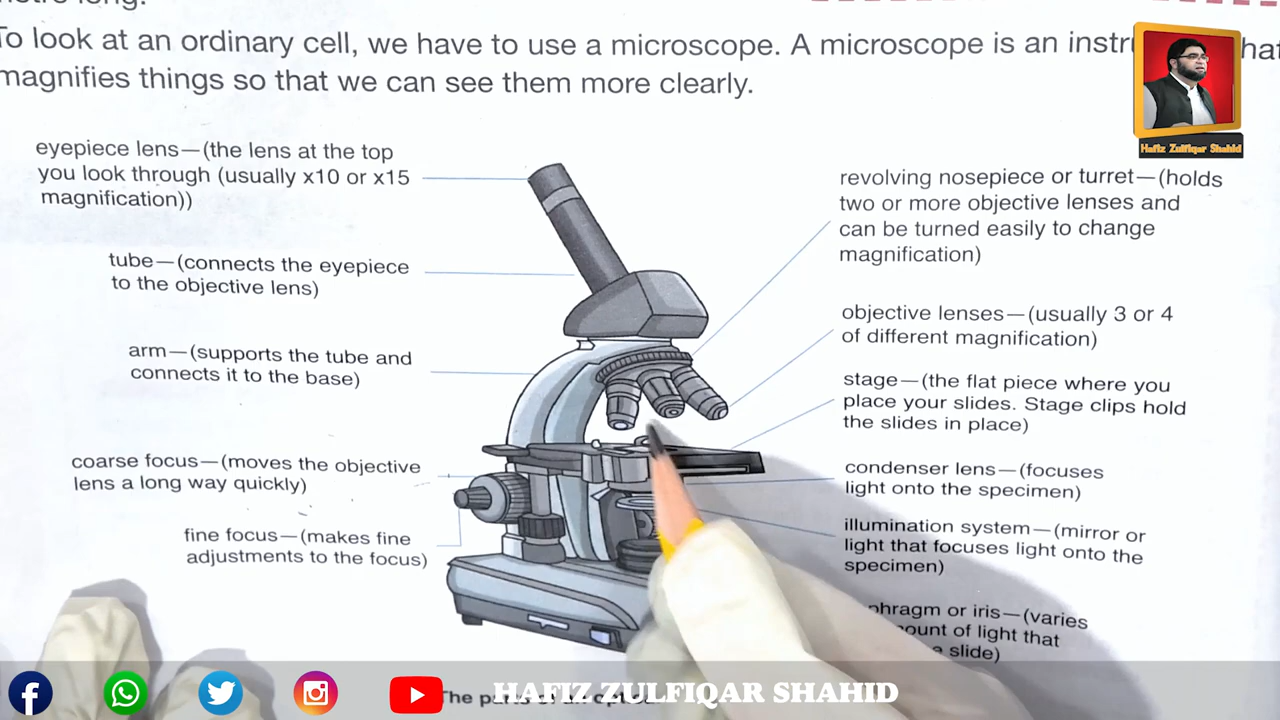 To look at an ordinary cell, we have to use a microscope. A microscope is an
magnifies things so that we can see them more clearly.
Hafiz Zulfiqar Shahid
eyepiece lens—(the lens at the top
you look through (usually x10 or x15
magnification))
tube—(connects the eyepiece
to the objective lens)
arm—(supports the tube and
connects it to the base)
coarse focus—(moves the objective
lens a long way quickly)
fine focus—(makes fine
adjustments to the focus)
revolving nosepiece or turret—(holds
two or more objective lenses and
can be turned easily to change
magnification)
objective lenses—(usually 3 or 4
of different magnification)
stage—(the flat piece where you
place your slides. Stage clips hold
the slides in place)
condenser lens—(focuses
light onto the specimen)
illumination system—(mirror or
light that focuses light onto the
specimen)
phragm or iris—(varies
ount of light that
slide)
HAFIZ ZULFIQAR SHAHID